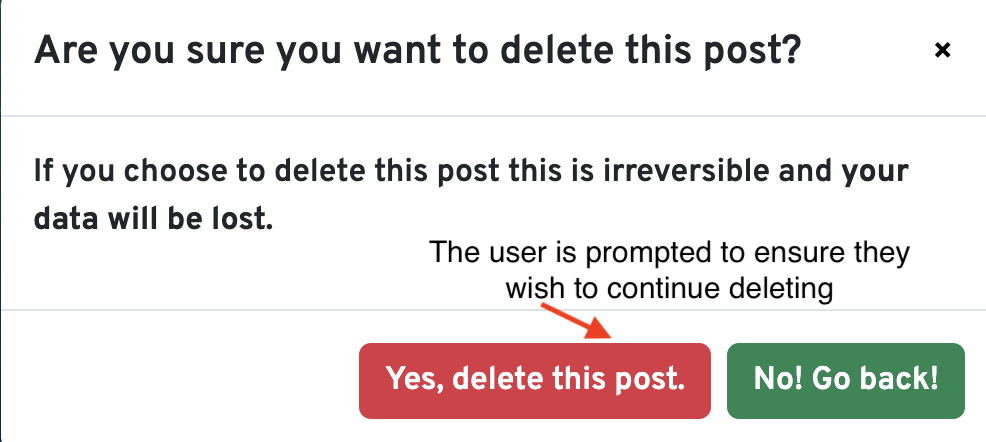 Are you sure you want to delete this post?
×
If you choose to delete this post this is irreversible and your
data will be lost.
The user is prompted to ensure they
wish to continue deleting
Yes, delete this post.
No! Go back!